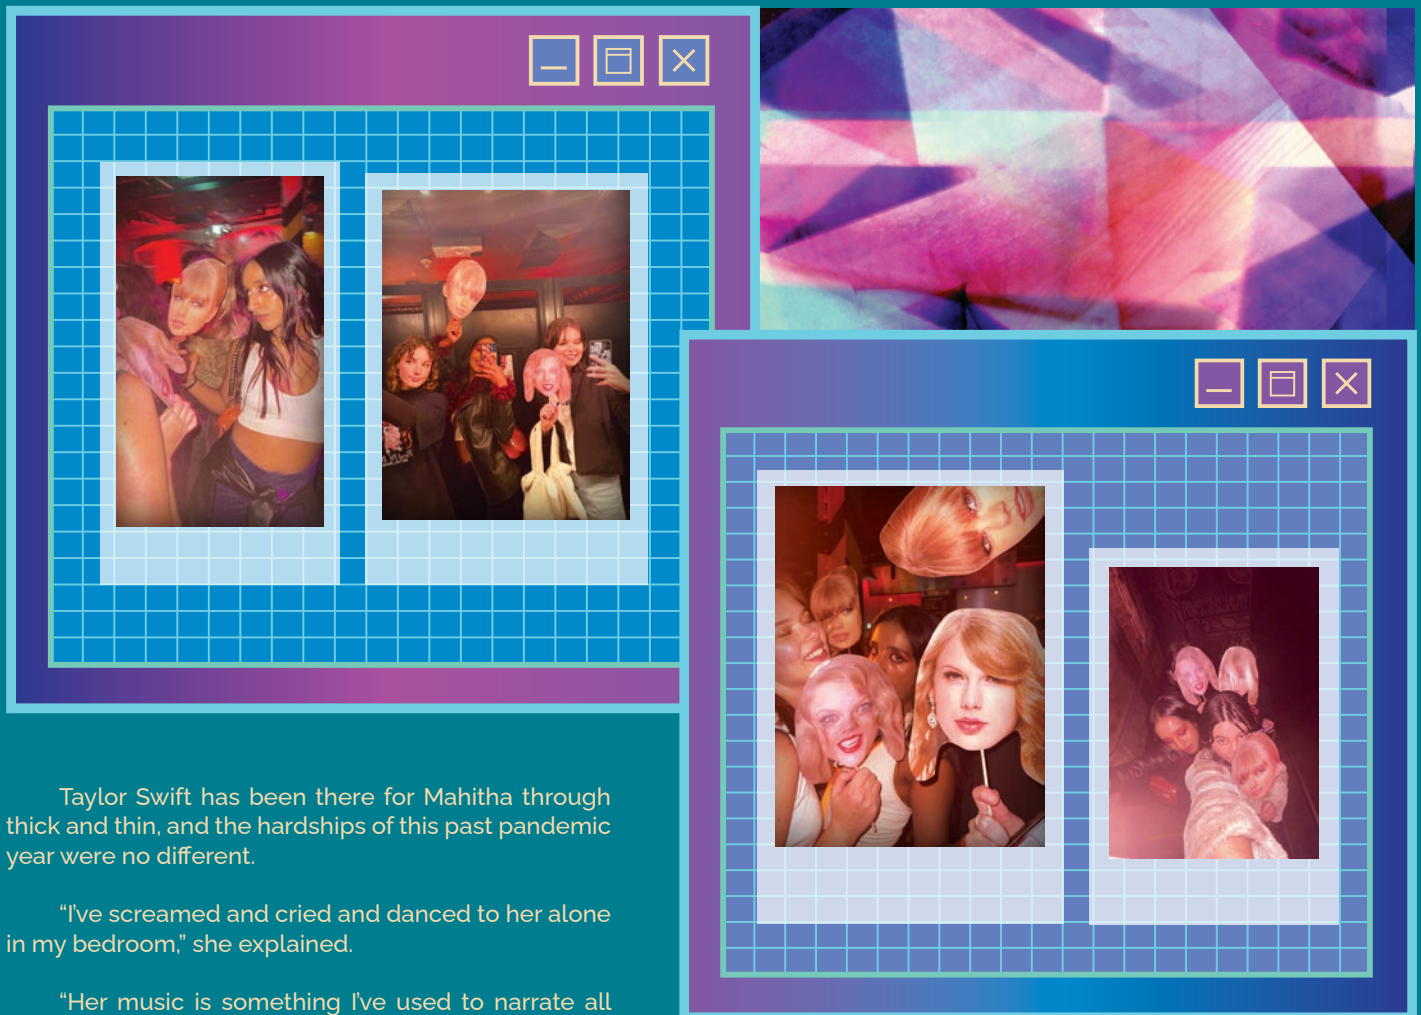 Taylor Swift has been there for Mahitha through
thick and thin, and the hardships of this past pandemic
year were no different.
“I’ve screamed and cried and danced to her alone
in my bedroom,” she explained.
“Her music is something I’ve used to narrate all